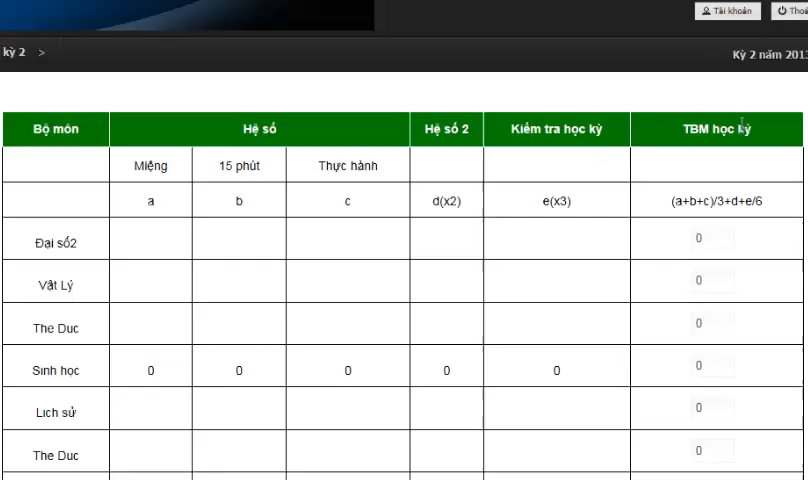 Tài khoản Thoá
kỳ 2 > Kỳ 2 năm 2013
Bộ môn Hệ số Hệ số 2 Kiểm tra học kỳ TBM học kỳ
Miệng 15 phút Thực hành
a b c d(x2) e(x3) (a+b+c)/3+d+e/6
Đại số2 0
Vật Lý 0
The Duc 0
Sinh học 0 0 0 0 0 0
Lich sử 0
The Duc 0